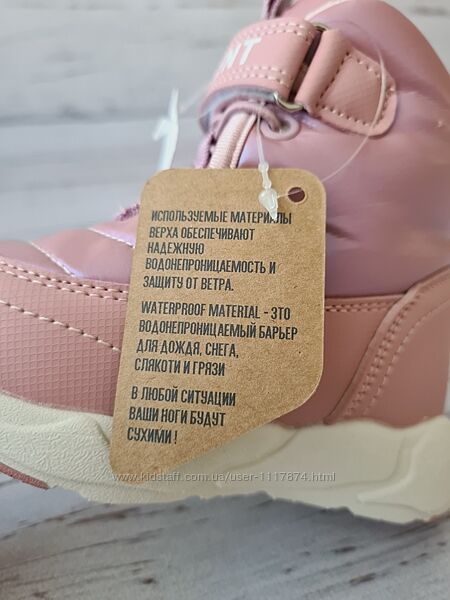 NT
ИСПОЛЬЗУЕМЫЕ МАТЕРИАЛЫ
ВЕРХА ОБЕСПЕЧИВАЮТ
НАДЕЖНУЮ
ВОДОНЕПРОНИЦАЕМОСТЬ И
ЗАЩИТУ ОТ ВЕТРА.
WATERPROOF MATERIAL - ЭТО
ВОДОНЕПРОНИЦАЕМЫЙ БАРЬЕР
ДЛЯ ДОЖДЯ, СНЕГА,
СЛЯКОТИ И ГРЯЗИ
В ЛЮБОЙ СИТУАЦИИ
ВАШИ НОГИ БУДУТ
СУХИМИ !
www.kidstaff.com.ua/user-1117874.html